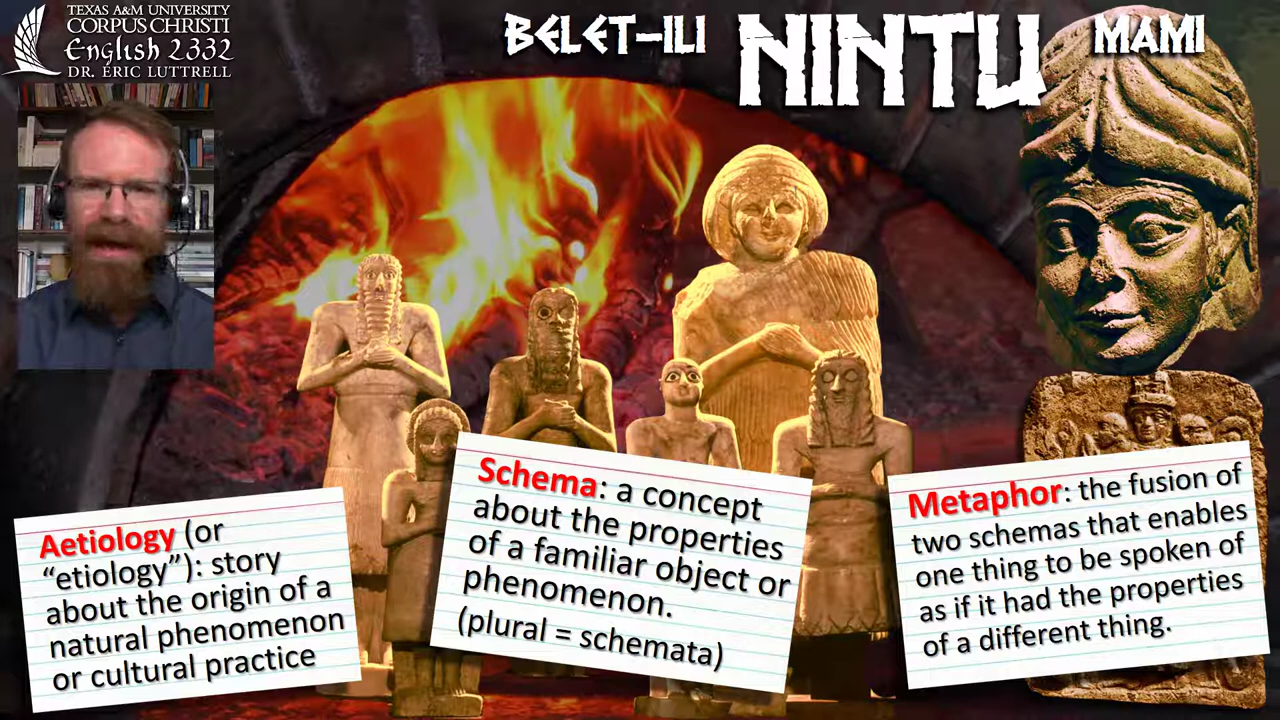 TEXAS A&M UNIVERSITY
CORPUS CHRISTI
English 2332
DR. ERIC LUTTRELL
BELET-ILI NINTU MAMI
Aetiology (or
“etiology”): story
about the origin of a
natural phenomenon
or cultural practice
Schema: a concept
about the properties
of a familiar object or
phenomenon.
(plural = schemata)
Metaphor: the fusion of
two schemas that enables
one thing to be spoken of
as if it had the properties
of a different thing.